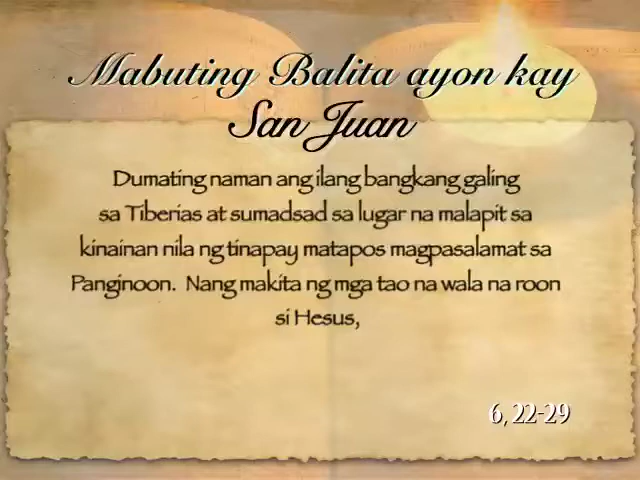 Mabuting Balita ayon kay
San Juan
Dumating naman ang ilang bangkang galing
sa Tiberias at sumadsad sa lugar na malapit sa
kinainan nila ng tinapay matapos magpasalamat sa
Panginoon. Nang makita ng mga tao na wala na roon
si Hesus,
6, 22-29